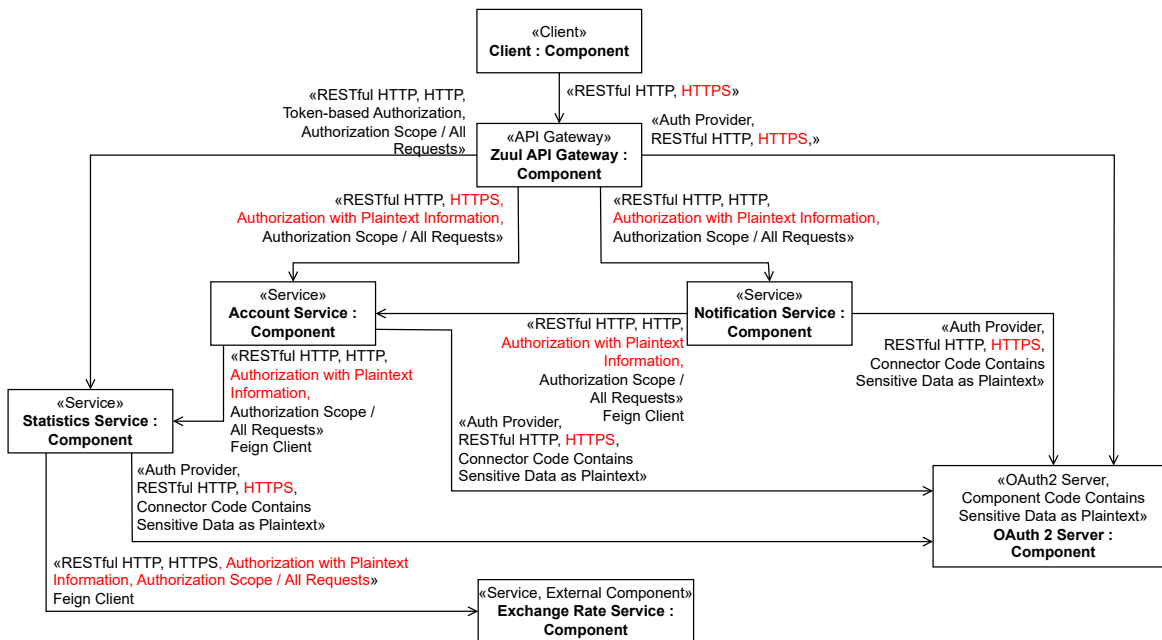 «Client»
Client : Component
«RESTful HTTP, HTTPS»
«RESTful HTTP, HTTP,
Token-based Authorization,
Authorization Scope / All
Requests»
«API Gateway»
Zuul API Gateway :
Component
«Auth Provider,
RESTful HTTP, HTTPS,»
«RESTful HTTP, HTTPS,
Authorization with Plaintext Information,
Authorization Scope / All Requests»
«RESTful HTTP, HTTP,
Authorization with Plaintext Information,
Authorization Scope / All Requests»
«Service»
Account Service :
Component
«Service»
Notification Service :
Component
«RESTful HTTP, HTTP,
Authorization with Plaintext
Information,
Authorization Scope /
All Requests»
Feign Client
«RESTful HTTP, HTTP,
Authorization with Plaintext
Information,
Authorization Scope /
All Requests»
Feign Client
«Auth Provider,
RESTful HTTP, HTTPS,
Connector Code Contains
Sensitive Data as Plaintext»
«Service»
Statistics Service :
Component
«Auth Provider,
RESTful HTTP, HTTPS,
Connector Code Contains
Sensitive Data as Plaintext»
«Auth Provider,
RESTful HTTP, HTTPS,
Connector Code Contains
Sensitive Data as Plaintext»
«OAuth2 Server,
Component Code Contains
Sensitive Data as Plaintext»
OAuth 2 Server :
Component
«RESTful HTTP, HTTPS, Authorization with Plaintext
Information, Authorization Scope / All Requests»
Feign Client
«Service, External Component»
Exchange Rate Service :
Component